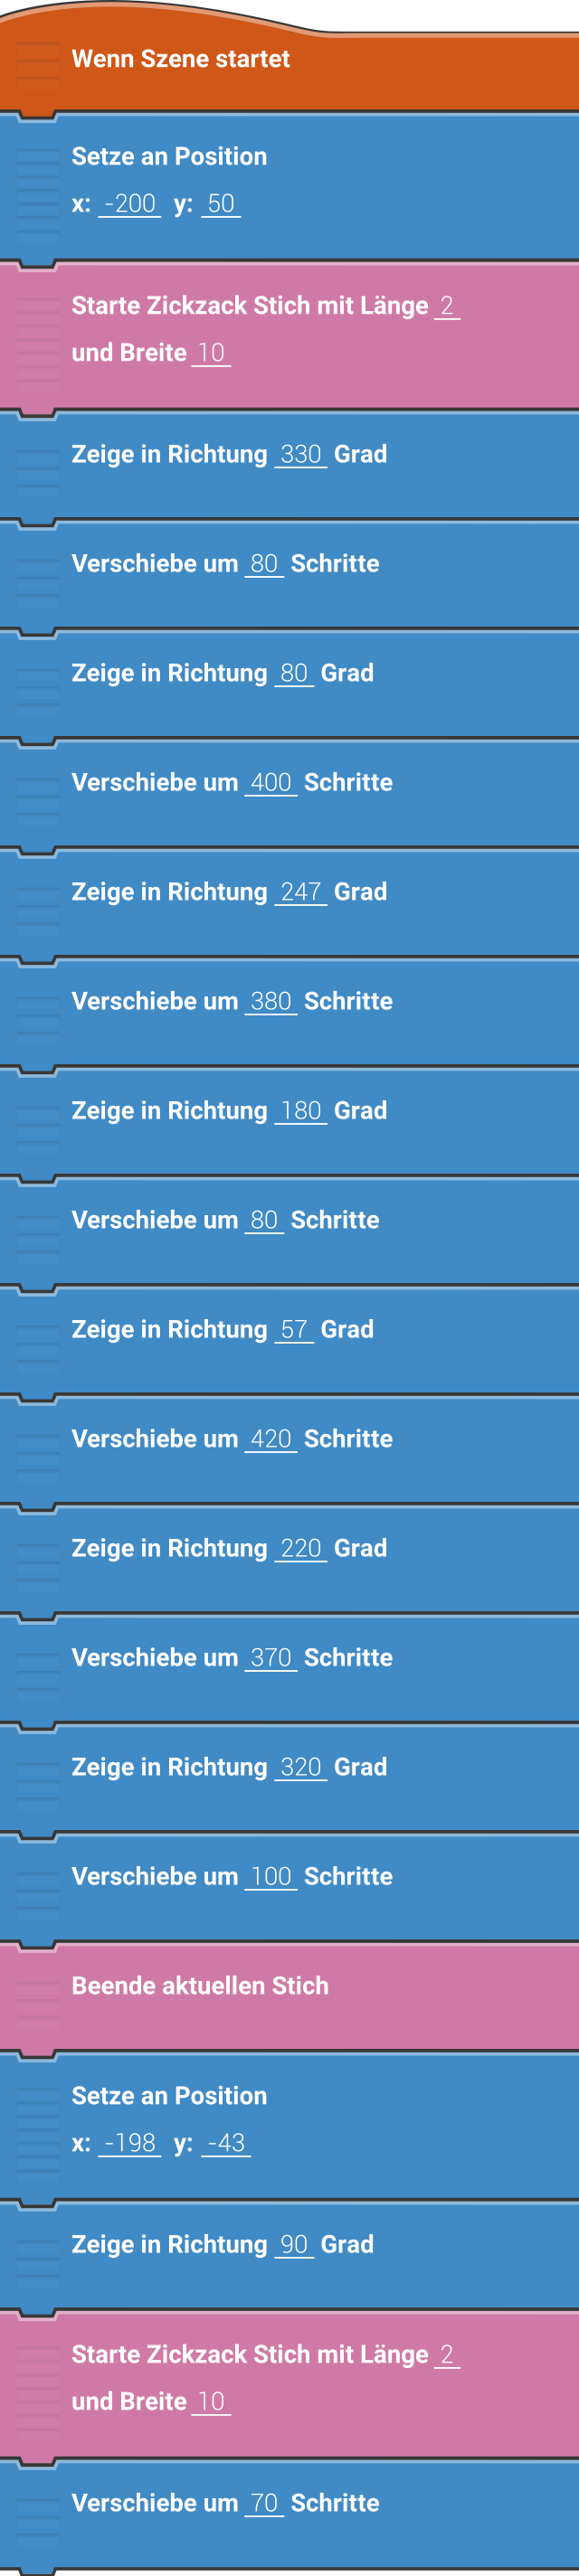 Wenn Szene startet
Setze an Position
x: -200 y: 50
Starte Zickzack Stich mit Länge 2
und Breite 10
Zeige in Richtung 330 Grad
Verschiebe um 80 Schritte
Zeige in Richtung 80 Grad
Verschiebe um 400 Schritte
Zeige in Richtung 247 Grad
Verschiebe um 380 Schritte
Zeige in Richtung 180 Grad
Verschiebe um 80 Schritte
Zeige in Richtung 57 Grad
Verschiebe um 420 Schritte
Zeige in Richtung 220 Grad
Verschiebe um 370 Schritte
Zeige in Richtung 320 Grad
Verschiebe um 100 Schritte
Beende aktuellen Stich
Setze an Position
x: -198 y: -43
Zeige in Richtung 90 Grad
Starte Zickzack Stich mit Länge 2
und Breite 10
Verschiebe um 70 Schritte